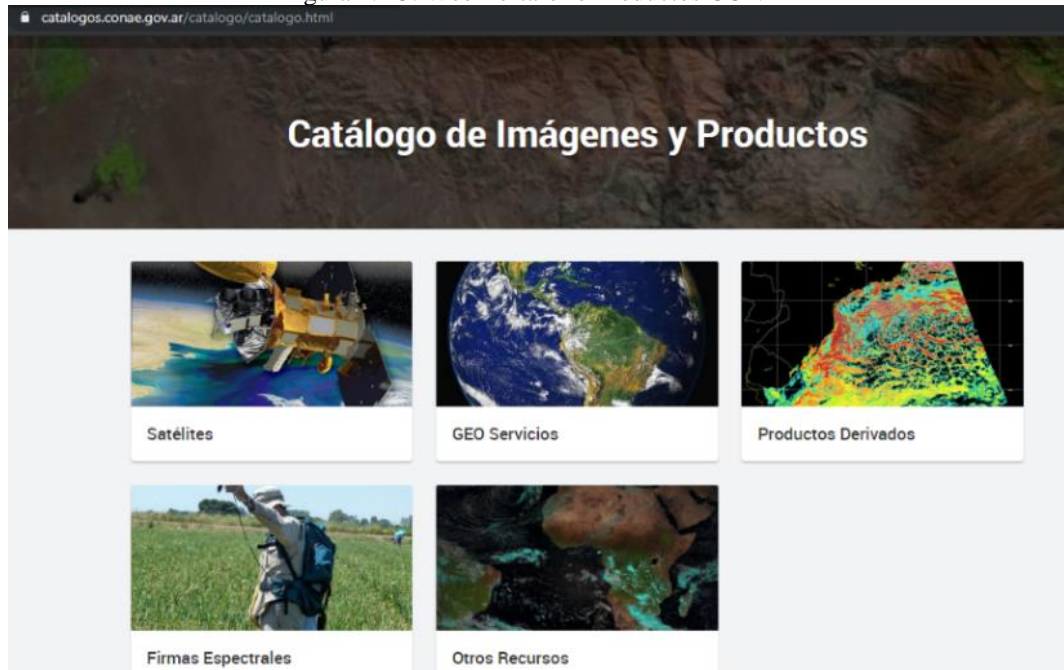 catalogos.conae.gov.ar/catalogo/catalogo.html
Catálogo de Imágenes y Productos
Satélites
GEO Servicios
Productos Derivados
Firmas Espectrales
Otros Recursos